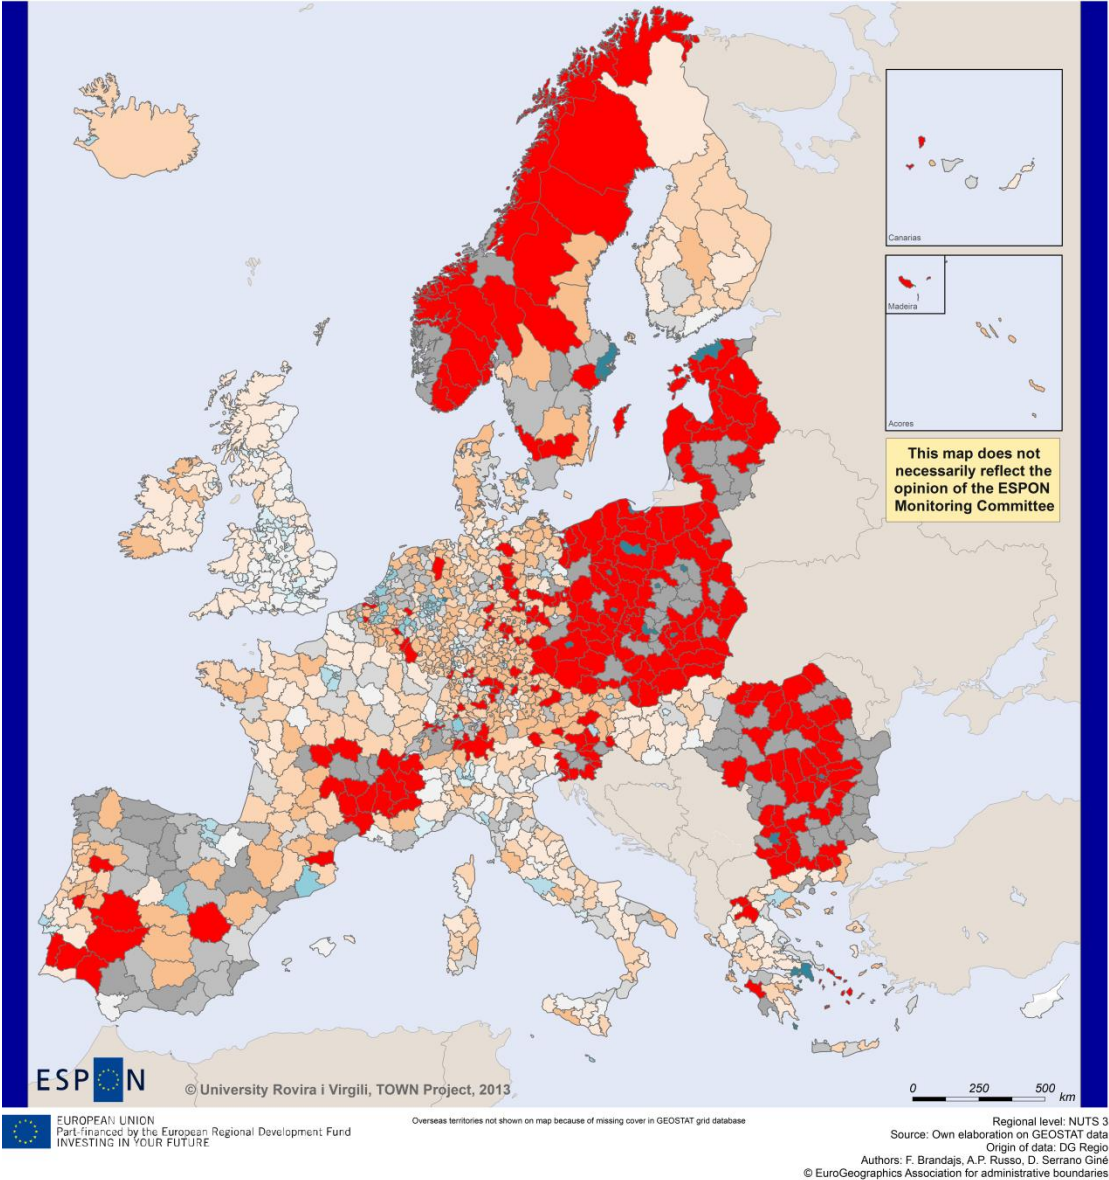 Canarias
Madeira
Acores
This map does not
necessarily reflect the
opinion of the ESPON
Monitoring Committee
ESPON
© University Rovira i Virgili, TOWN Project, 2013
0 250 500
km
EUROPEAN UNION
Part-financed by the European Regional Development Fund
INVESTING IN YOUR FUTURE
Overseas territories not shown on map because of missing cover in GEOSTAT grid database
Regional level: NUTS 3
Source: Own elaboration on GEOSTAT data
Origin of data: DG Regio
Authors: F. Brandajs, A.P. Russo, D. Serrano Giné
© EuroGeographics Association for administrative boundaries